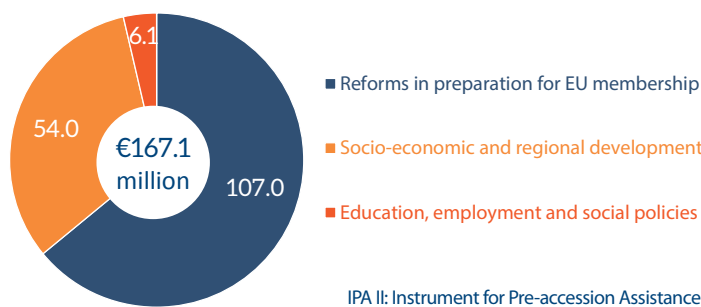 6.1
54.0
€167.1
million
107.0
Reforms in preparation for EU membership
Socio-economic and regional development
Education, employment and social policies
IPA II: Instrument for Pre-accession Assistance